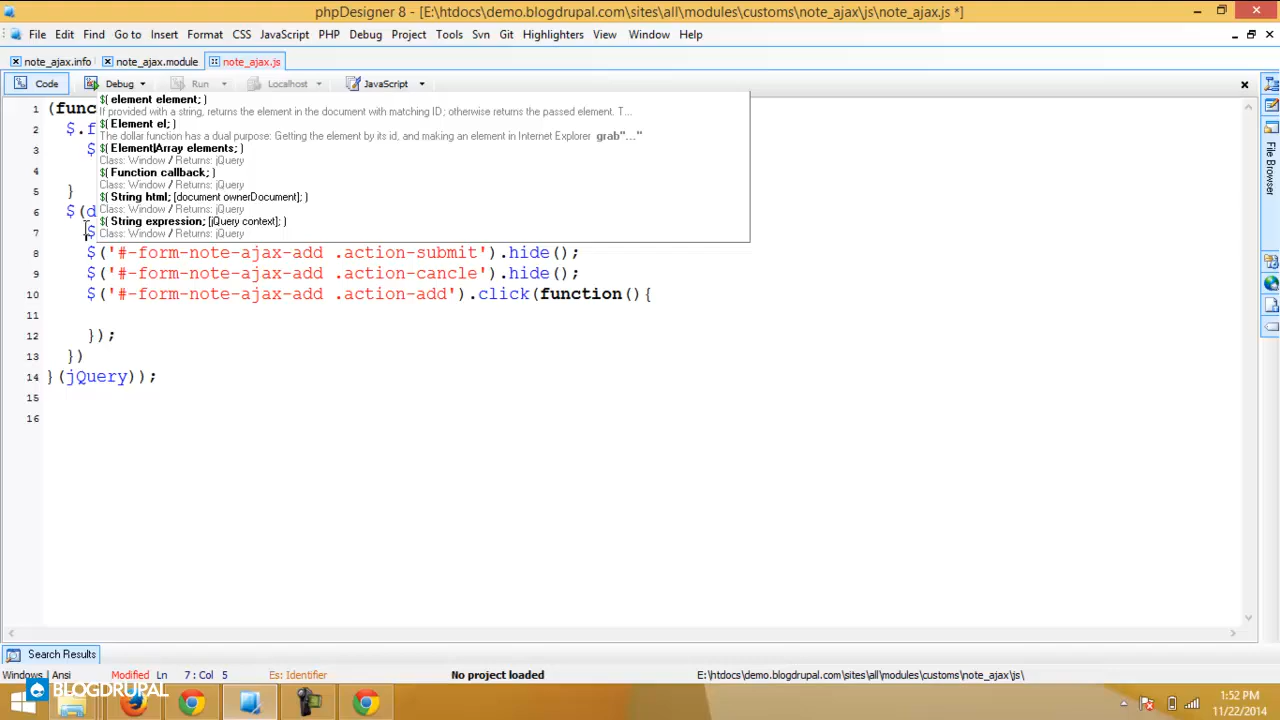 phpDesigner 8 - [E:\htdocs\demo.blogdrupal.com\sites\all\modules\customs\note_ajax\js\note_ajax.js *]
File Edit Find Go to Insert Format CSS JavaScript PHP Debug Project Tools Svn Git Highlighters View Window Help
note_ajax.info note_ajax.module note_ajax.js
Code Debug Run Localhost JavaScript
1 (func
$( element element; )
If provided with a string, returns the element in the document with matching ID; otherwise returns the passed element. T...
$( Element el; )
2 $.f
The dollar function has a dual purpose: Getting the element by its id, and making an element in Internet Explorer grab"..."
3 $
$( Element|Array elements; )
Class: Window / Returns: jQuery
4
$( Function callback; )
Class: Window / Returns: jQuery
5 }
$( String html; [document ownerDocument]; )
6 $(d
Class: Window / Returns: jQuery
$( String expression; [jQuery context]; )
7 $
Class: Window / Returns: jQuery
8 $('#-form-note-ajax-add .action-submit').hide();
9 $('#-form-note-ajax-add .action-cancle').hide();
10 $('#-form-note-ajax-add .action-add').click(function(){
11
12 });
13 })
14 }(jQuery));
15
16
File Browser
Search Results
Windows | Ansi Modified Ln 7 : Col 5 Es: Identifier No project loaded E:\htdocs\demo.blogdrupal.com\sites\all\modules\customs\note_ajax\js\
BLOGDRUPAL
1:52 PM
11/22/2014